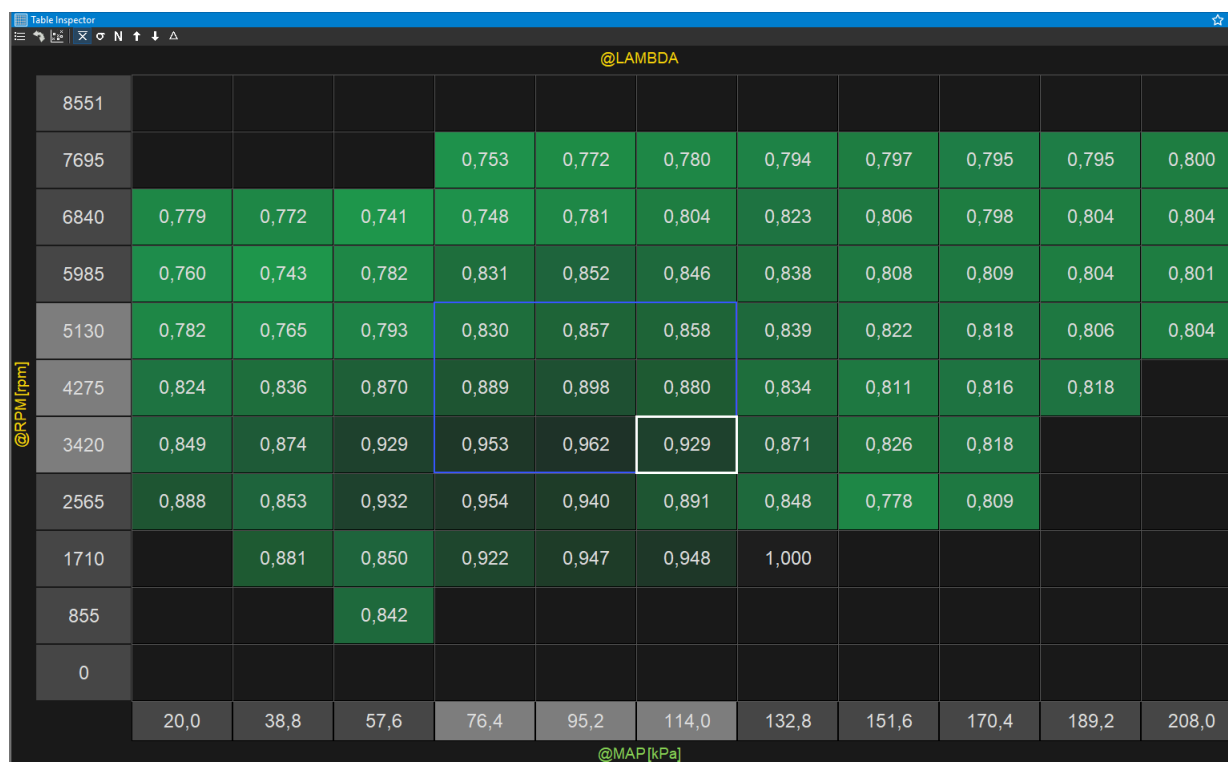 Table Inspector
N
@LAMBDA
8551
7695 0,753 0,772 0,780 0,794 0,797 0,795 0,795 0,800
6840 0,779 0,772 0,741 0,748 0,781 0,804 0,823 0,806 0,798 0,804 0,804
5985 0,760 0,743 0,782 0,831 0,852 0,846 0,838 0,808 0,809 0,804 0,801
5130 0,782 0,765 0,793 0,830 0,857 0,858 0,839 0,822 0,818 0,806 0,804
4275 0,824 0,836 0,870 0,889 0,898 0,880 0,834 0,811 0,816 0,818
3420 0,849 0,874 0,929 0,953 0,962 0,929 0,871 0,826 0,818
2565 0,888 0,853 0,932 0,954 0,940 0,891 0,848 0,778 0,809
1710 0,881 0,850 0,922 0,947 0,948 1,000
855 0,842
0
@RPM [rpm]
20,0 38,8 57,6 76,4 95,2 114,0 132,8 151,6 170,4 189,2 208,0
@MAP [kPa]